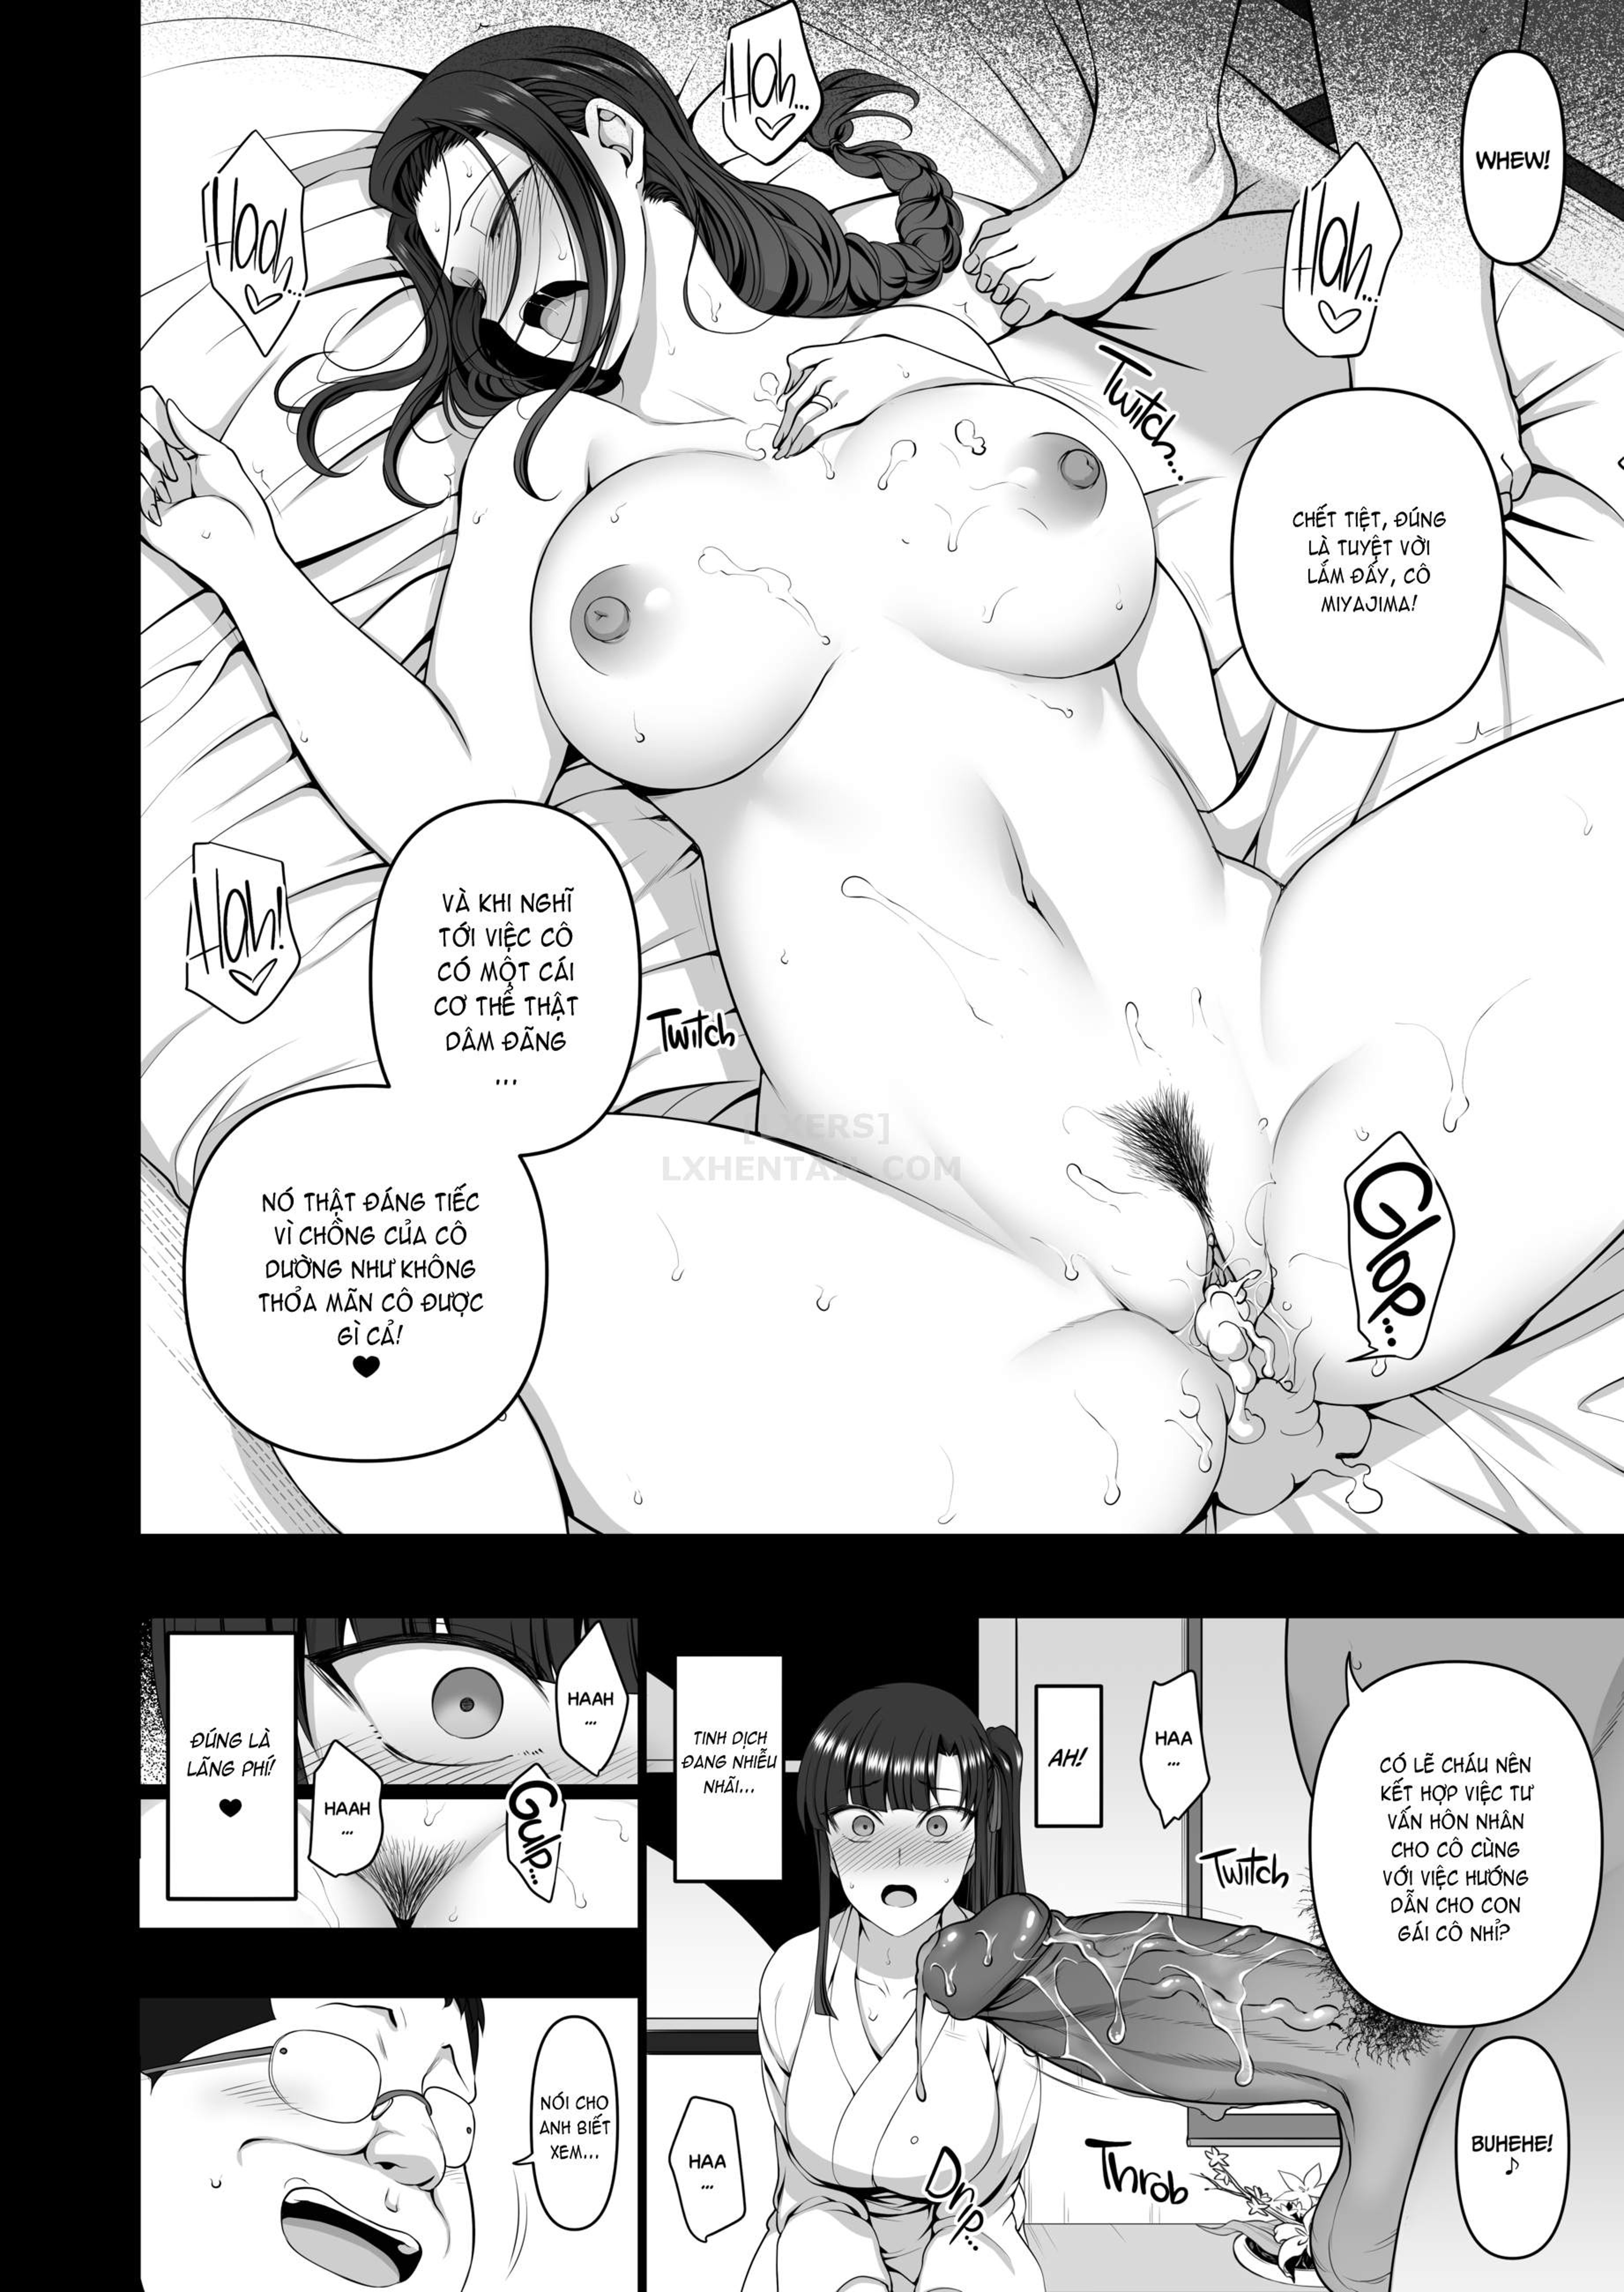 HAH...
WHEW!
HAAH...
HAH...
TWITCH...
CHẾT TIỆT, ĐÚNG
LÀ TUYỆT VỜI
LẮM ĐẤY, CÔ
MIYAJIMA!
HAH!
VÀ KHI NGHĨ
TỚI VIỆC CÔ
CÓ MỘT CÁI
CƠ THỂ THẬT
DÂM ĐÃNG
...
TWITCH
[LXERS]
LXHENTAI.COM
GLOP...
NÓ THẬT ĐÁNG TIẾC
VÌ CHỒNG CỦA CÔ
DƯỜNG NHƯ KHÔNG
THỎA MÃN CÔ ĐƯỢC
GÌ CẢ!
♥
ĐÚNG LÀ
LÃNG PHÍ!
♥
HAAH
...
HAAH
...
GULP...
TINH DỊCH
ĐANG NHIỄU
NHÃI...
AH!
HAA
...
CÓ LẼ CHÁU NÊN
KẾT HỢP VIỆC TƯ
VẤN HÔN NHÂN
CHO CÔ CÙNG
VỚI VIỆC HƯỚNG
DẪN CHO CON
GÁI CÔ NHỈ?
TWITCH
NÓI CHO
ANH BIẾT
XEM...
HAA
...
DRIP...
THROB
BUHEHE!
♪